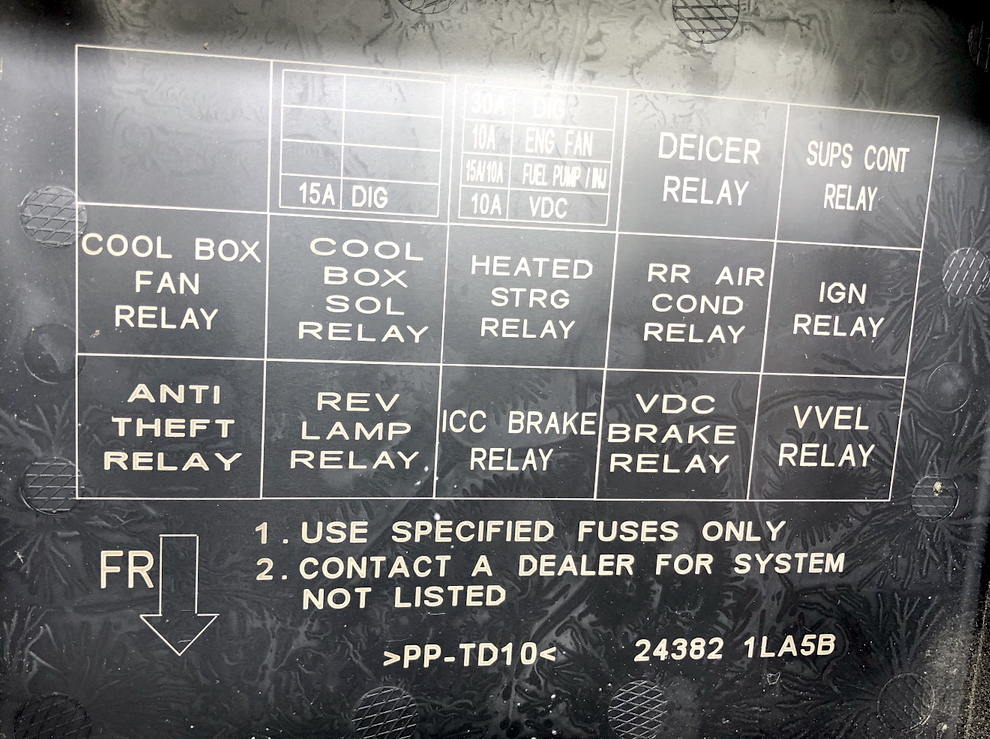 30A DIG
10A ENG FAN
15A/10A FUEL PUMP / INJ
15A DIG
10A VDC
DEICER
RELAY
SUPS CONT
RELAY
COOL BOX
FAN
RELAY
COOL
BOX
SOL
RELAY
HEATED
STRG
RELAY
RR AIR
COND
RELAY
IGN
RELAY
ANTI
THEFT
RELAY
REV
LAMP
RELAY
ICC BRAKE
RELAY
VDC
BRAKE
RELAY
VVEL
RELAY
FR
1. USE SPECIFIED FUSES ONLY
2. CONTACT A DEALER FOR SYSTEM
NOT LISTED
>PP-TD10<
24382 1LA5B